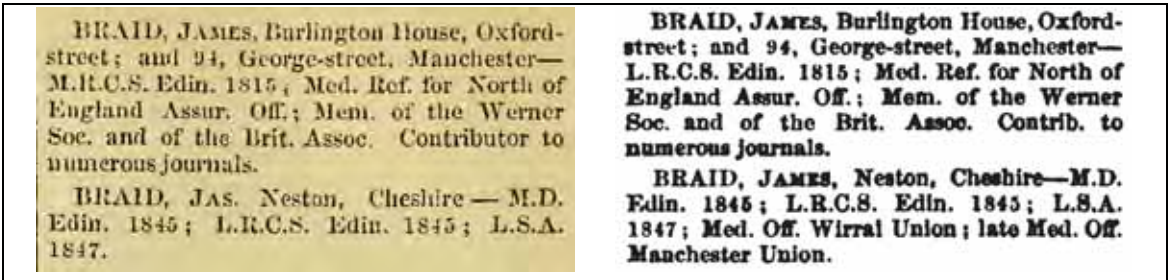 BRAID, JAMES, Burlington House, Oxford-
street; and 94, George-street, Manchester—
M.R.C.S. Edin. 1815; Med. Ref. for North of
England Assur. Off.; Mem. of the Werner
Soc. and of the Brit. Assoc. Contributor to
numerous journals.
BRAID, JAS. Neston, Cheshire — M.D.
Edin. 1845; L.R.C.S. Edin. 1845; L.S.A.
1847.
BRAID, JAMES, Burlington House, Oxford-
street; and 94, George-street, Manchester—
L.R.C.S. Edin. 1815; Med. Ref. for North of
England Assur. Off.; Mem. of the Werner
Soc. and of the Brit. Assoc. Contrib. to
numerous journals.
BRAID, JAMES, Neston, Cheshire—M.D.
Edin. 1845; L.R.C.S. Edin. 1845; L.S.A.
1847; Med. Off. Wirral Union; late Med. Off.
Manchester Union.